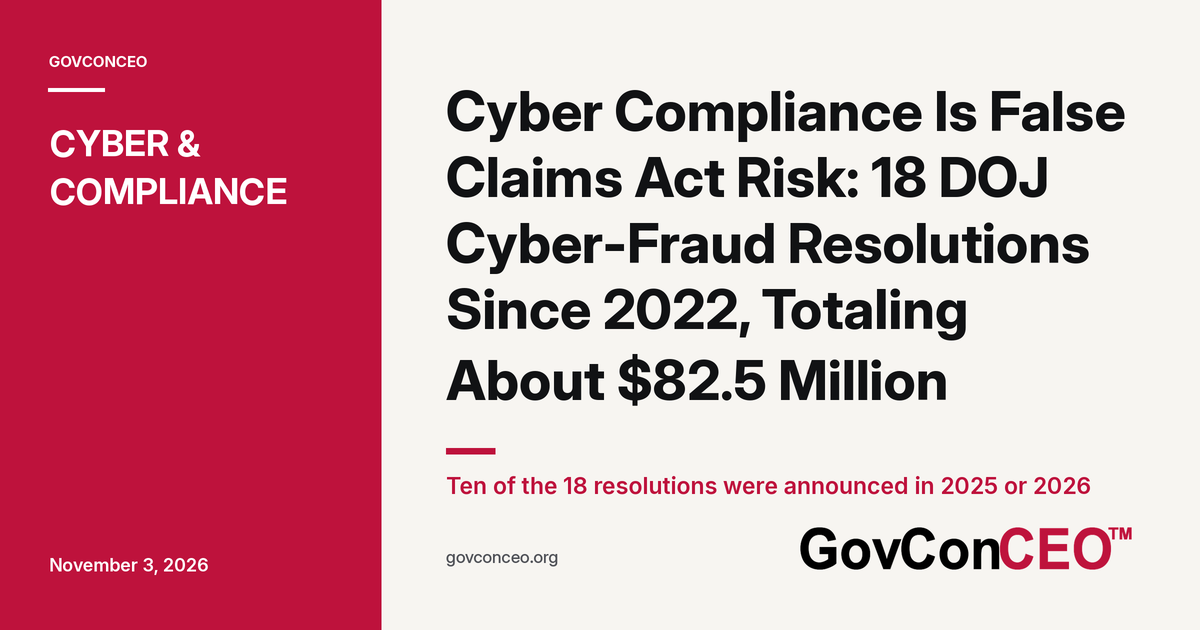 GOVCONCEO
CYBER &
COMPLIANCE
November 3, 2026
Cyber Compliance Is False
Claims Act Risk: 18 DOJ
Cyber-Fraud Resolutions
Since 2022, Totaling
About $82.5 Million
Ten of the 18 resolutions were announced in 2025 or 2026
govconceo.org
GovConCEO™